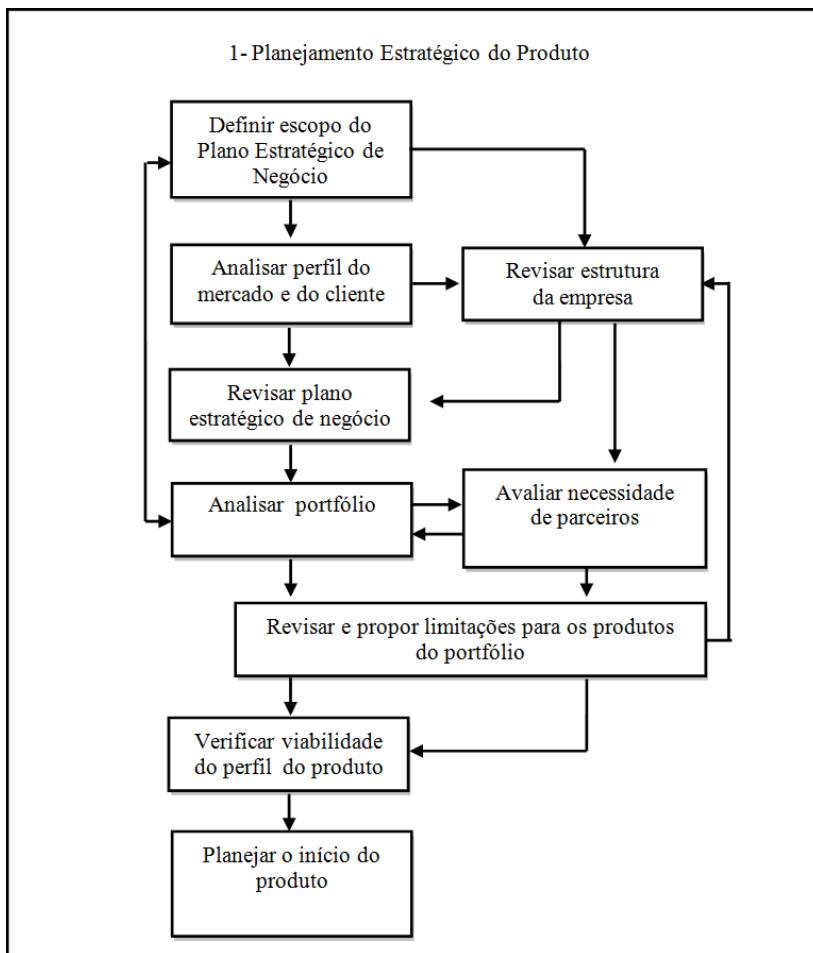 1- Planejamento Estratégico do Produto
Definir escopo do
Plano Estratégico de
Negócio
Analisar perfil do
mercado e do cliente
Revisar estrutura
da empresa
Revisar plano
estratégico de negócio
Analisar portfólio
Avaliar necessidade
de parceiros
Revisar e propor limitações para os produtos
do portfólio
Verificar viabilidade
do perfil do produto
Planejar o início do
produto